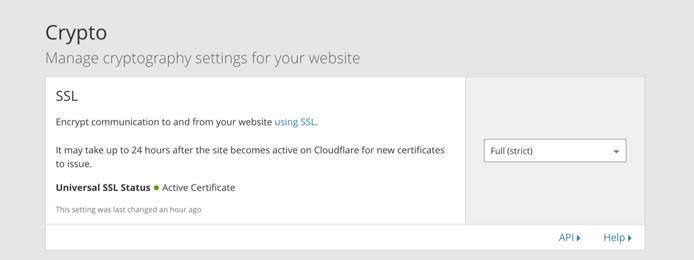 Crypto
Manage cryptography settings for your website
SSL
Encrypt communication to and from your website using SSL.
It may take up to 24 hours after the site becomes active on Cloudflare for new certificates
to issue.
Universal SSL Status Active Certificate
This setting was last changed an hour ago
Full (strict)
API
Help